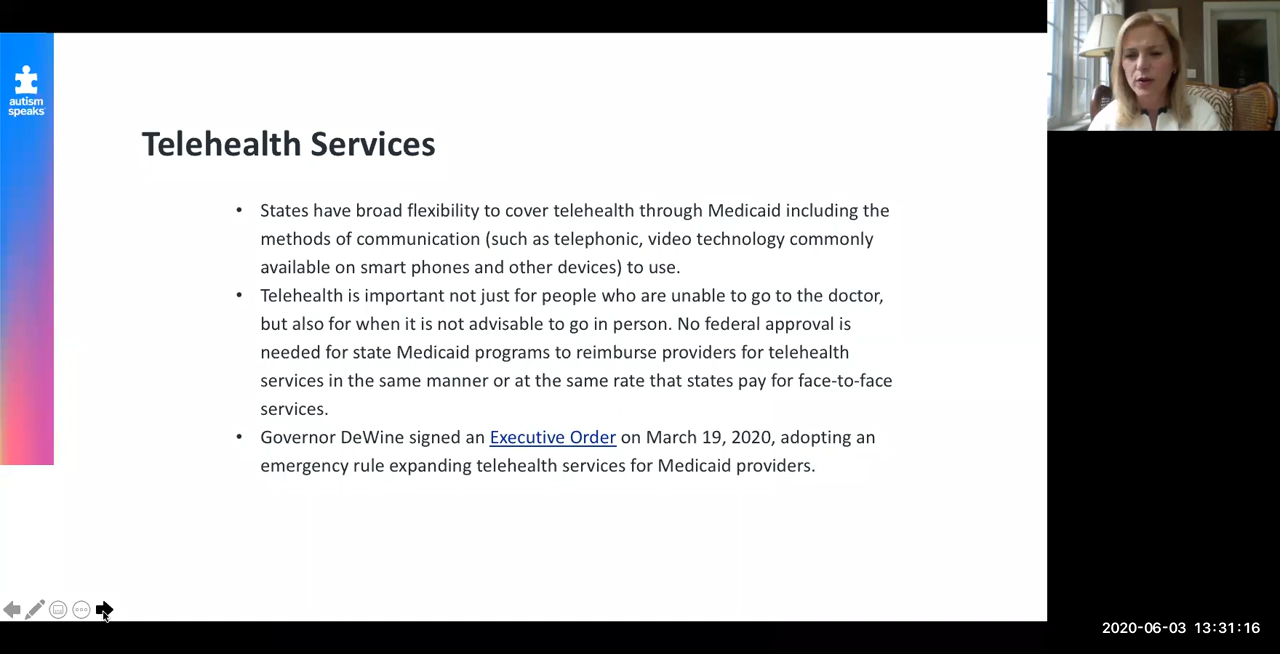 autism
speaks
Telehealth Services
• States have broad flexibility to cover telehealth through Medicaid including the
methods of communication (such as telephonic, video technology commonly
available on smart phones and other devices) to use.
• Telehealth is important not just for people who are unable to go to the doctor,
but also for when it is not advisable to go in person. No federal approval is
needed for state Medicaid programs to reimburse providers for telehealth
services in the same manner or at the same rate that states pay for face-to-face
services.
• Governor DeWine signed an Executive Order on March 19, 2020, adopting an
emergency rule expanding telehealth services for Medicaid providers.
2020-06-03 13:31:16